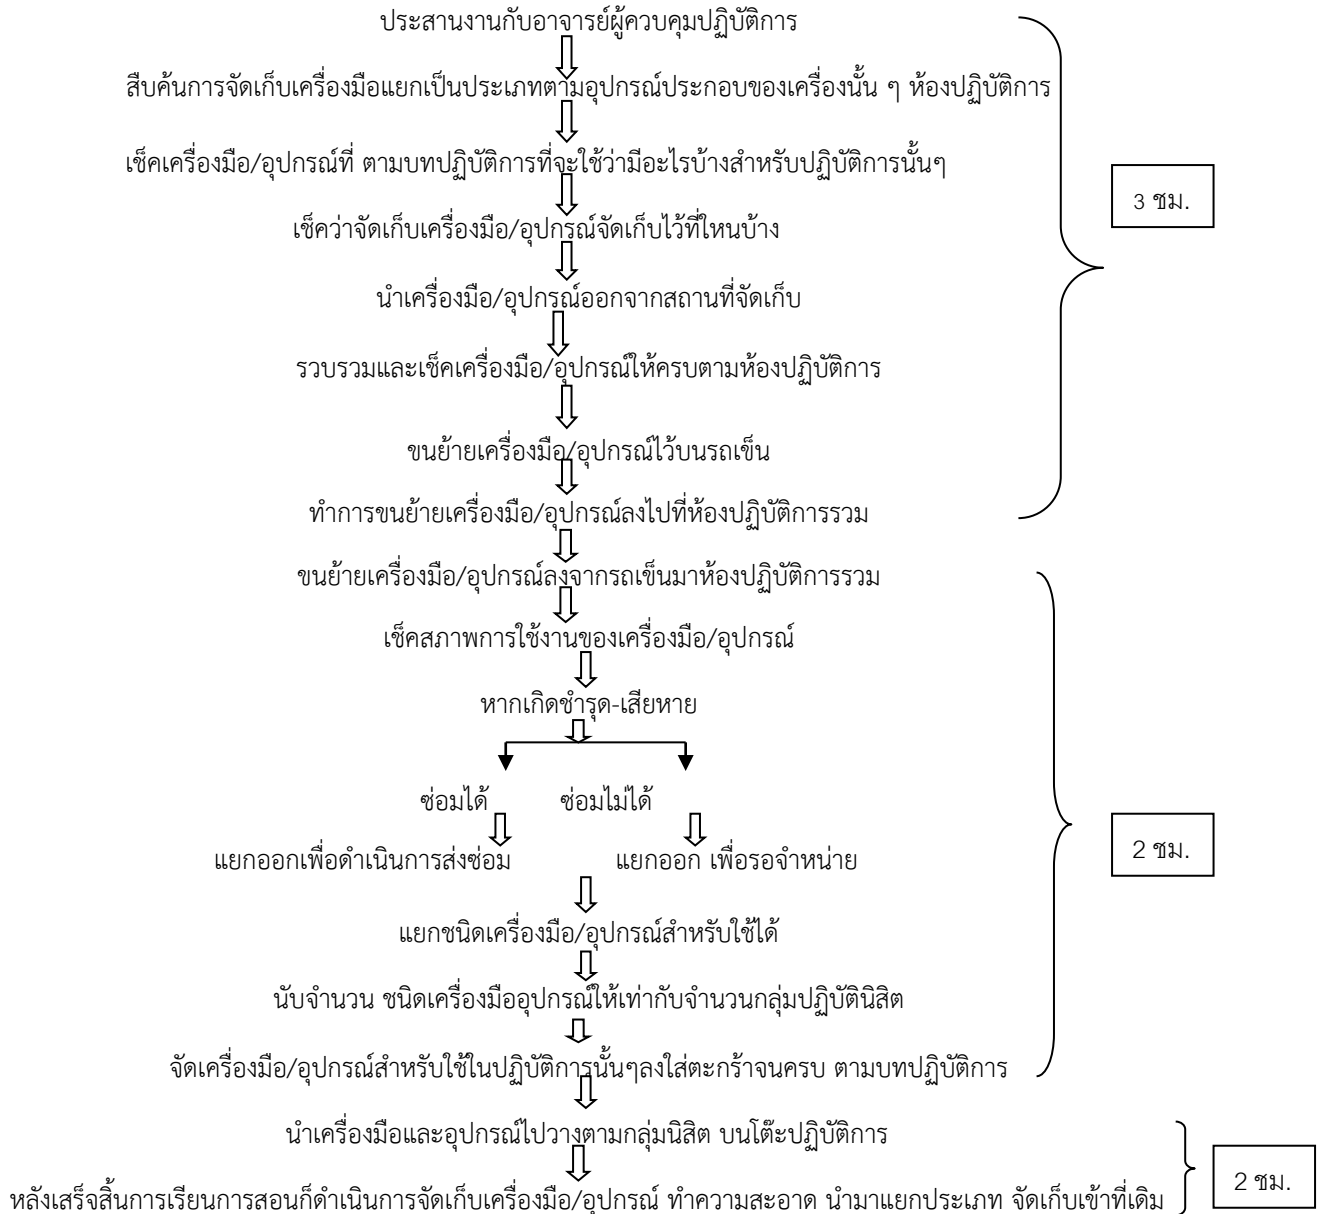 ประสานงานกับอาจารย์ผู้ควบคุมปฏิบัติการ
สืบค้นการจัดเก็บเครื่องมือแยกเป็นประเภทตามอุปกรณ์ประกอบของเครื่องนั้น ๆ ห้องปฏิบัติการ
เช็คเครื่องมือ/อุปกรณ์ที่ ตามบทปฏิบัติการที่จะใช้ว่ามีอะไรบ้างสำหรับปฏิบัติการนั้นๆ
3 ชม.
เช็คว่าจัดเก็บเครื่องมือ/อุปกรณ์จัดเก็บไว้ที่ใหนบ้าง
นำเครื่องมือ/อุปกรณ์ออกจากสถานที่จัดเก็บ
รวบรวมและเช็คเครื่องมือ/อุปกรณ์ให้ครบตามห้องปฏิบัติการ
ขนย้ายเครื่องมือ/อุปกรณ์ไว้บนรถเข็น
ทำการขนย้ายเครื่องมือ/อุปกรณ์ลงไปที่ห้องปฏิบัติการรวม
ขนย้ายเครื่องมือ/อุปกรณ์ลงจากรถเข็นมาห้องปฏิบัติการรวม
เช็คสภาพการใช้งานของเครื่องมือ/อุปกรณ์
หากเกิดชำรุด-เสียหาย
ซ่อมได้ ซ่อมไม่ได้
2 ชม.
แยกออกเพื่อดำเนินการส่งซ่อม แยกออก เพื่อรอจำหน่าย
แยกชนิดเครื่องมือ/อุปกรณ์สำหรับใช้ได้
นับจำนวน ชนิดเครื่องมืออุปกรณ์ให้เท่ากับจำนวนกลุ่มปฏิบัตินิสิต
จัดเครื่องมือ/อุปกรณ์สำหรับใช้ในปฏิบัติการนั้นๆลงใส่ตะกร้าจนครบ ตามบทปฏิบัติการ
นำเครื่องมือและอุปกรณ์ไปวางตามกลุ่มนิสิต บนโต๊ะปฏิบัติการ
2 ชม.
หลังเสร็จสิ้นการเรียนการสอนก็ดำเนินการจัดเก็บเครื่องมือ/อุปกรณ์ ทำความสะอาด นำมาแยกประเภท จัดเก็บเข้าที่เดิม